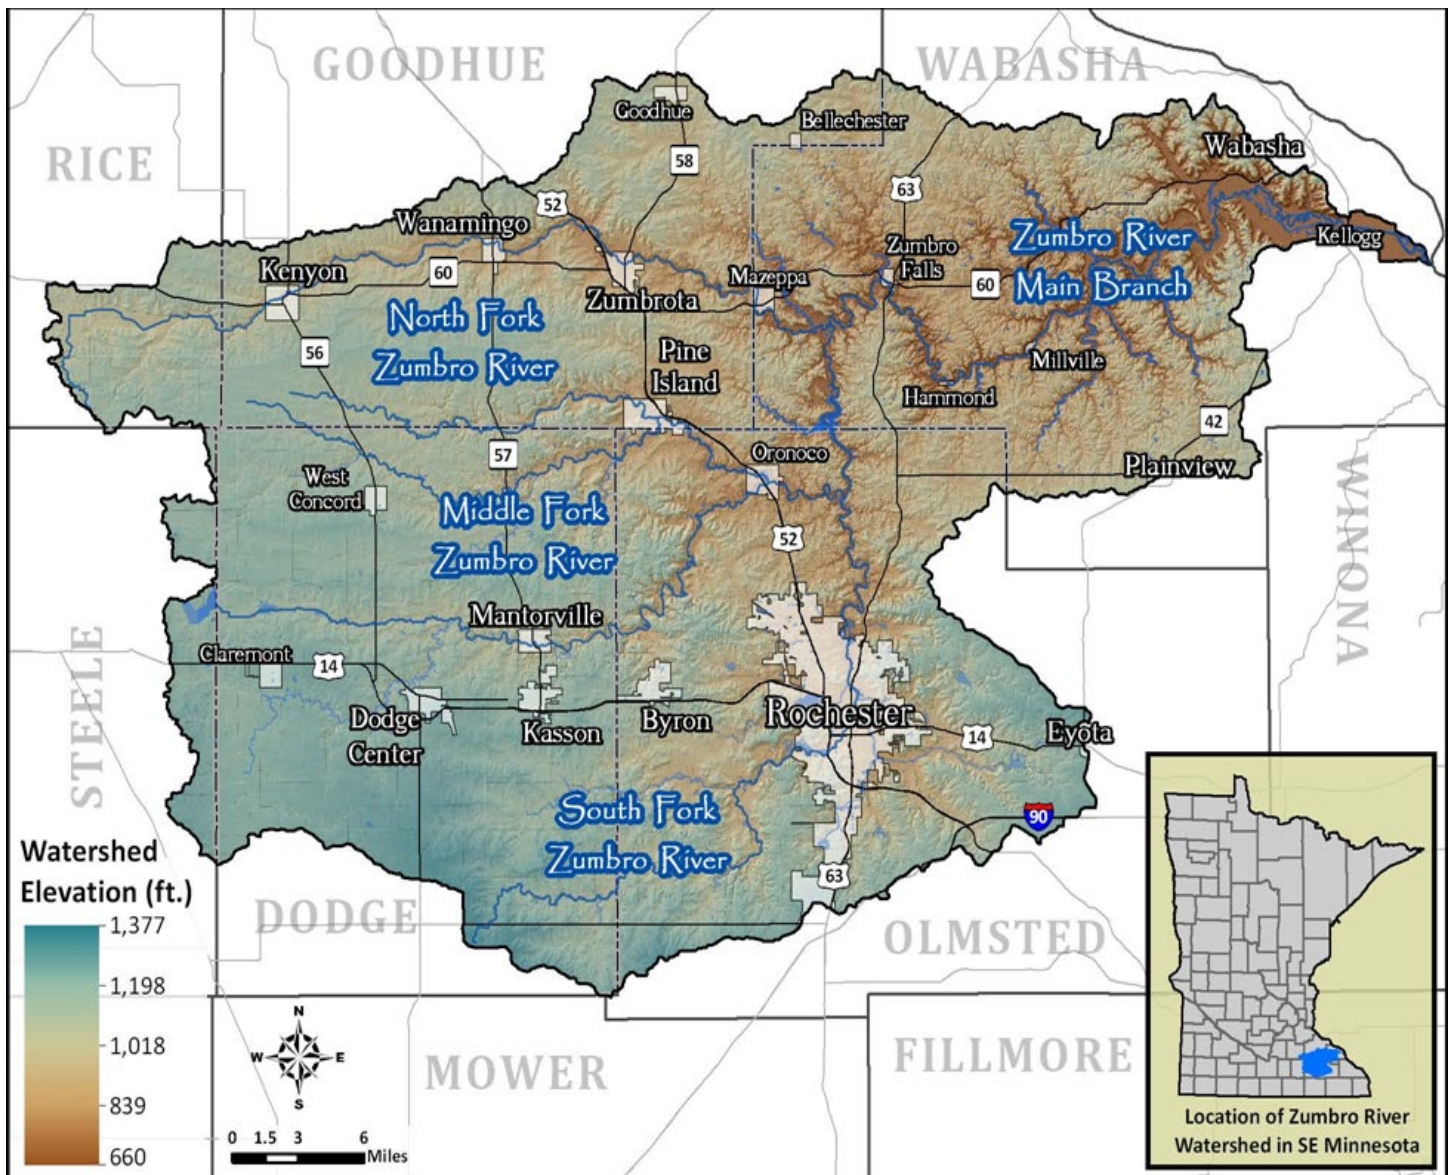 GOODHUE
WABASHA
RICE
Goodhue
Bellechester
58
63
52
Wabasha
Wanamingo
Kenyon
60
Zumbrota
Mazeppa
Zumbro
Falls
60
Zumbro River
Main Branch
Kellogg
North Fork
Zumbro River
56
Pine
Island
Millville
Hammond
42
57
Oronoco
Plainview
West
Concord
Middle Fork
Zumbro River
52
WINONA
Mantorville
STEELE
Claremont
14
Dodge
Center
Kasson
Byron
Rochester
14
Eyota
South Fork
Zumbro River
90
63
DODGE
OLMSTED
MOWER
FILLMORE
Watershed
Elevation (ft.)
1,377
1,198
1,018
839
660
N
W E
S
0 1.5 3 6
Miles
Location of Zumbro River
Watershed in SE Minnesota